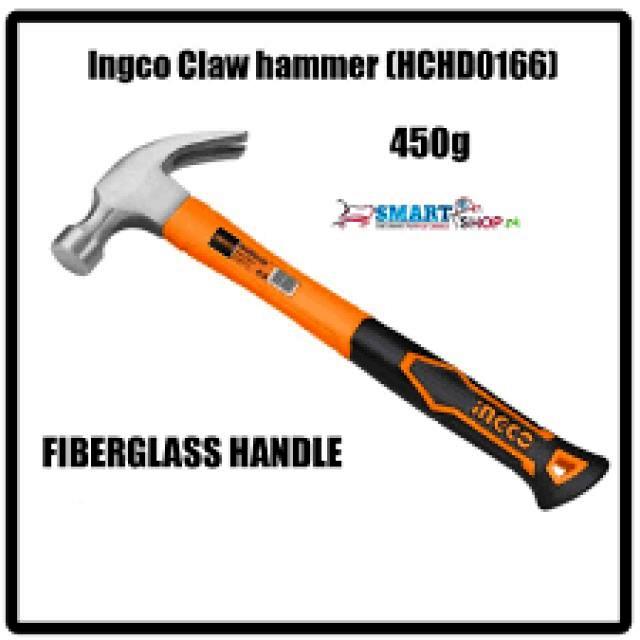 Ingco Claw hammer (HCHD0166)
450g
SMART
SHOP
INGCO
FIBERGLASS HANDLE